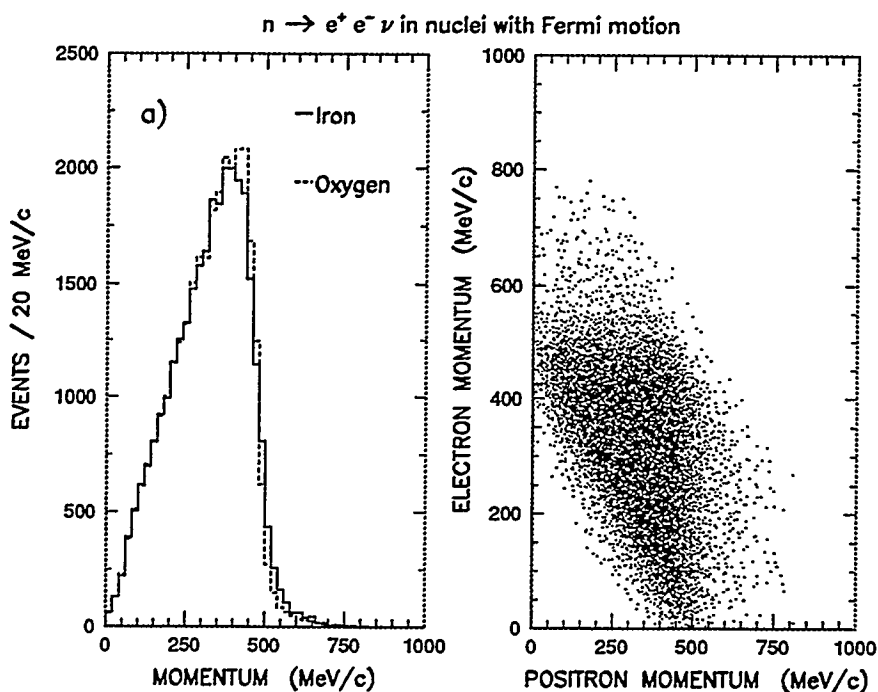 n → e⁺ e⁻ ν in nuclei with Fermi motion
a)
Iron
Oxygen
EVENTS / 20 MeV/c
2500
2000
1500
1000
500
0
0 250 500 750 1000
MOMENTUM (MeV/c)
ELECTRON MOMENTUM (MeV/c)
1000
800
600
400
200
0
0 250 500 750 1000
POSITRON MOMENTUM (MeV/c)